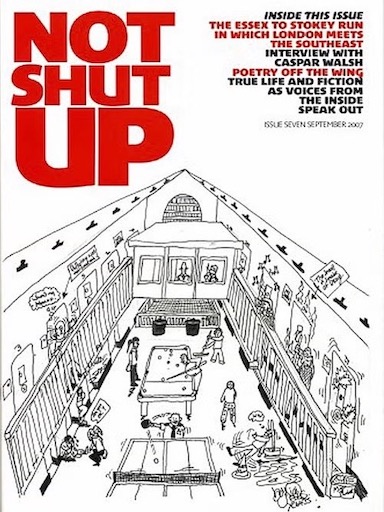 NOT
SHUT
UP
INSIDE THIS ISSUE
THE ESSEX TO STOKEY RUN
IN WHICH LONDON MEETS
THE SOUTHEAST
INTERVIEW WITH
CASPAR WALSH
POETRY OFF THE WING
TRUE LIFE AND FICTION
AS VOICES FROM
THE INSIDE
SPEAK OUT
ISSUE SEVEN SEPTEMBER 2007